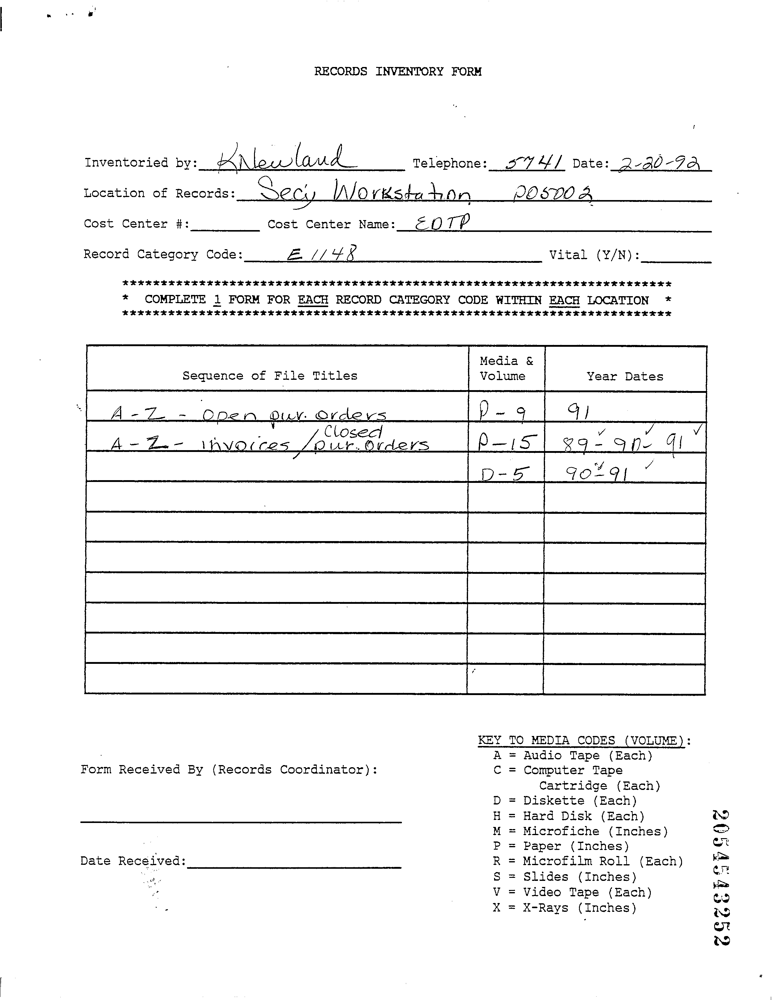 RECORDS INVENTORY FORM
Inventoried by: KNewland Telephone: 5741 Date: 2-20-92
Location of Records: Sec'y Workstation P05D02
Cost Center #: Cost Center Name: EDTP
Record Category Code: E1148 Vital (Y/N):
************************************************************************
* COMPLETE 1 FORM FOR EACH RECORD CATEGORY CODE WITHIN EACH LOCATION *
************************************************************************
Sequence of File Titles Media & Volume Year Dates
A-Z - Open pur. orders P-9 91
A-Z - invoices / Closed pur. orders P-15 89 - 90 - 91
D-5 90-91
KEY TO MEDIA CODES (VOLUME):
A = Audio Tape (Each)
Form Received By (Records Coordinator): C = Computer Tape
Cartridge (Each)
D = Diskette (Each)
H = Hard Disk (Each)
M = Microfiche (Inches)
P = Paper (Inches)
Date Received: R = Microfilm Roll (Each)
S = Slides (Inches)
V = Video Tape (Each)
X = X-Rays (Inches)
2054543252